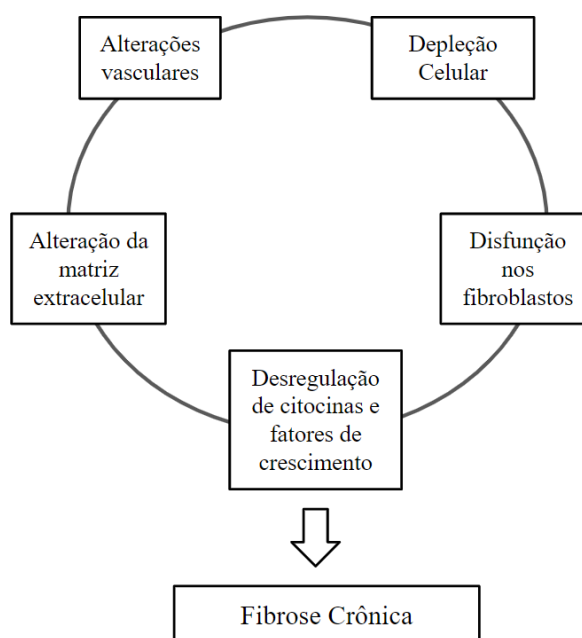 Alterações
vasculares
Depleção
Celular
Alteração da
matriz
extracelular
Disfunção
nos
fibroblastos
Desregulação
de citocinas e
fatores de
crescimento
Fibrose Crônica